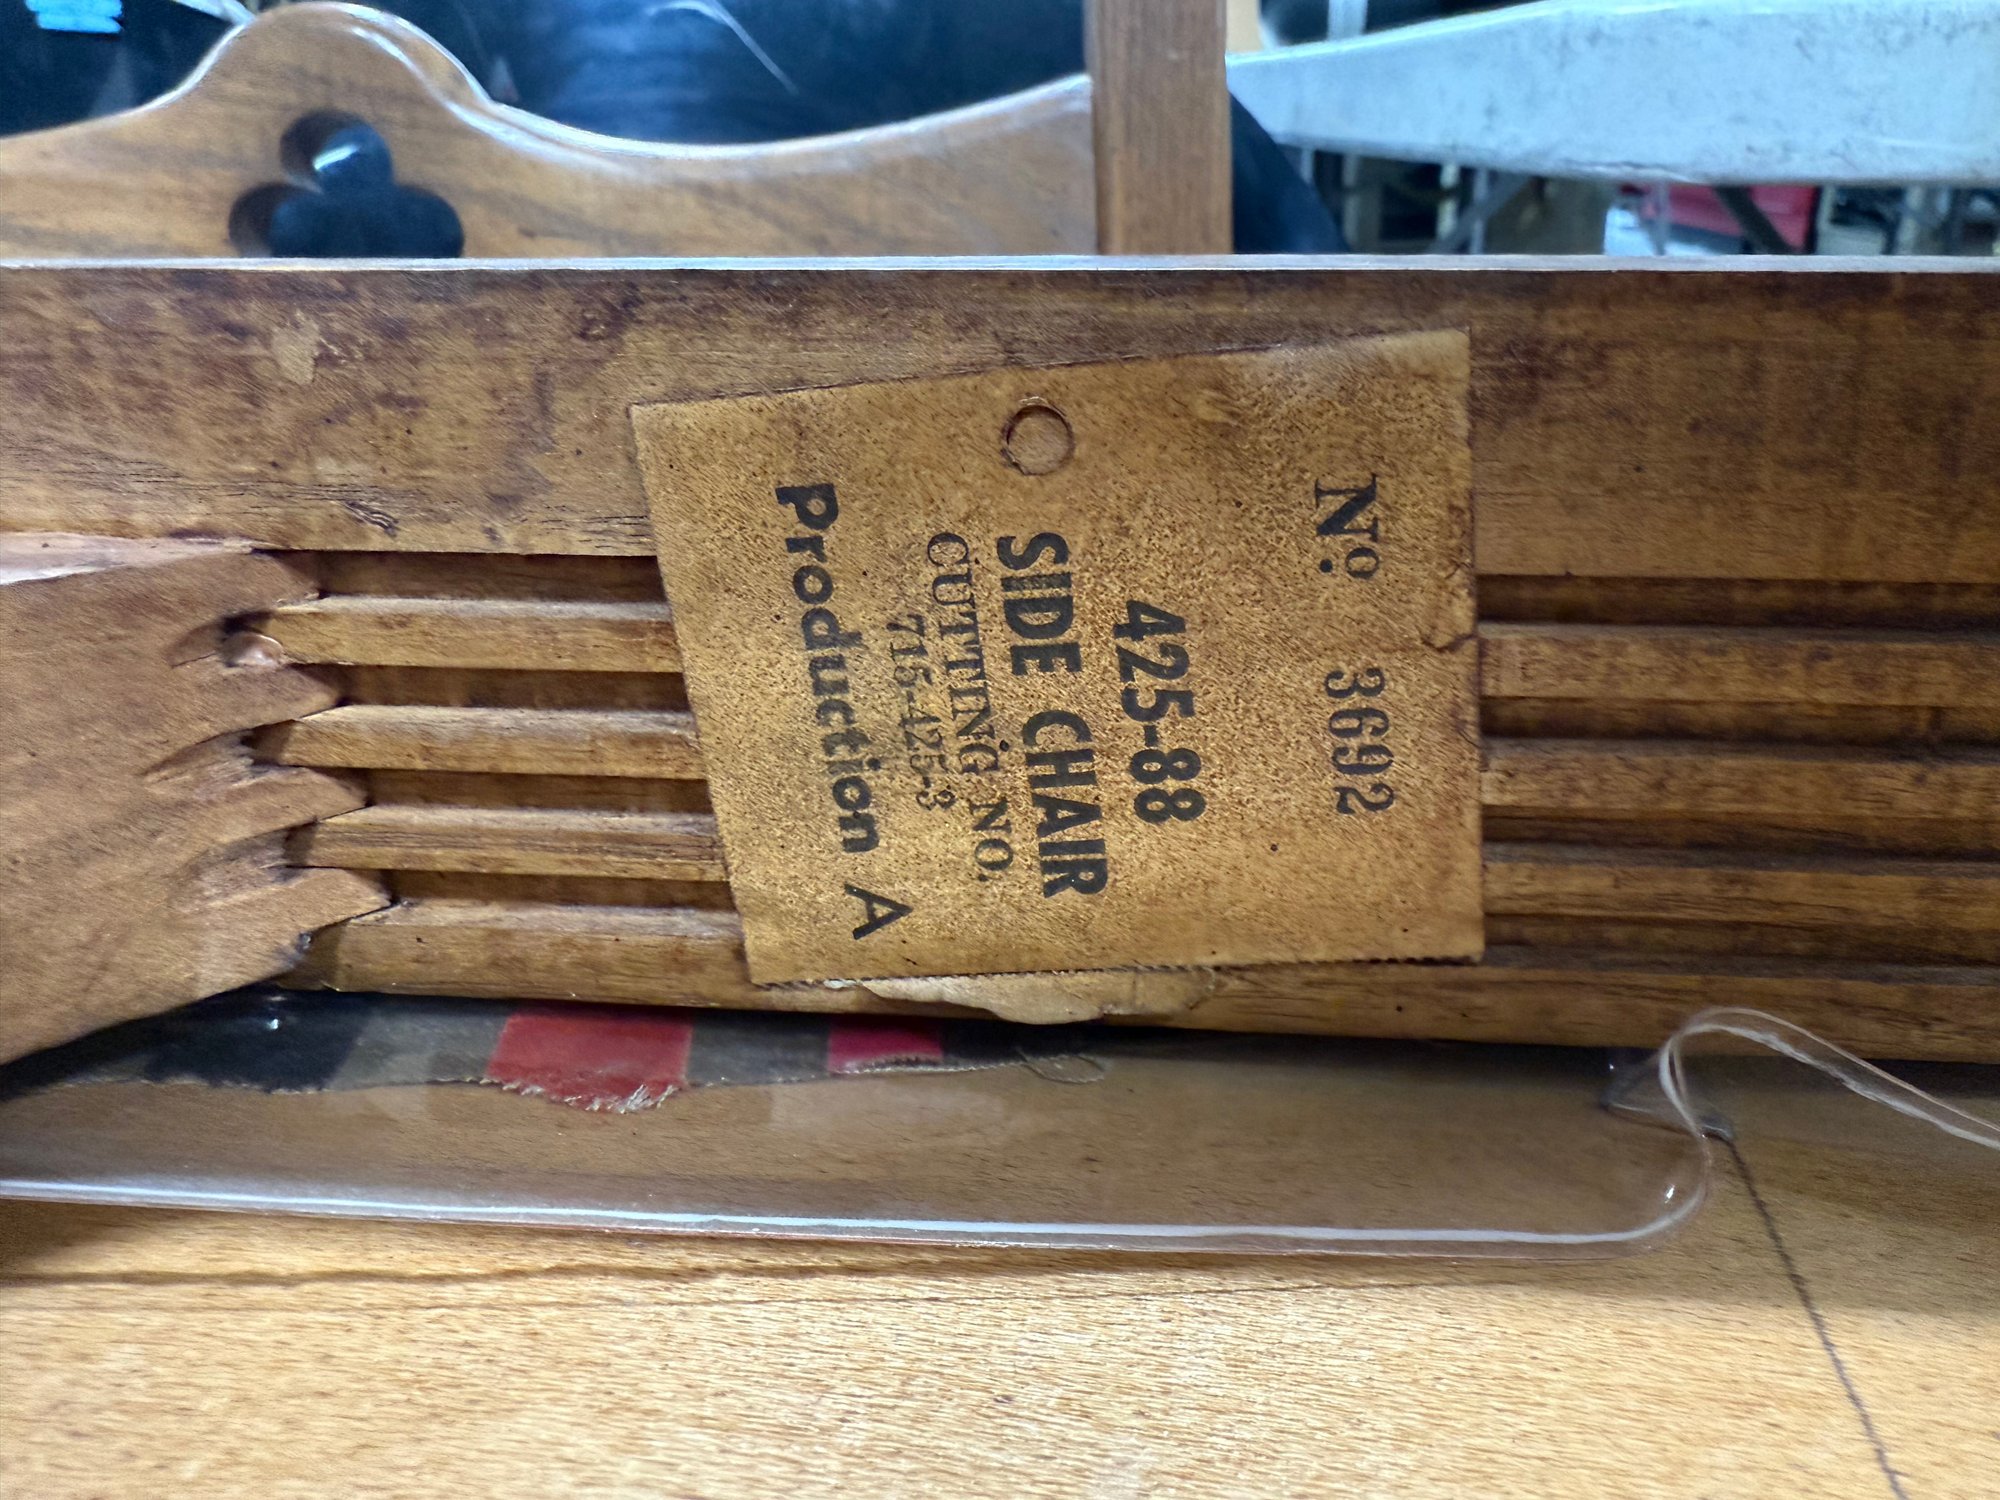 Nº 3692
425-88
SIDE CHAIR
CUTTING NO.
715-425-3
Production A